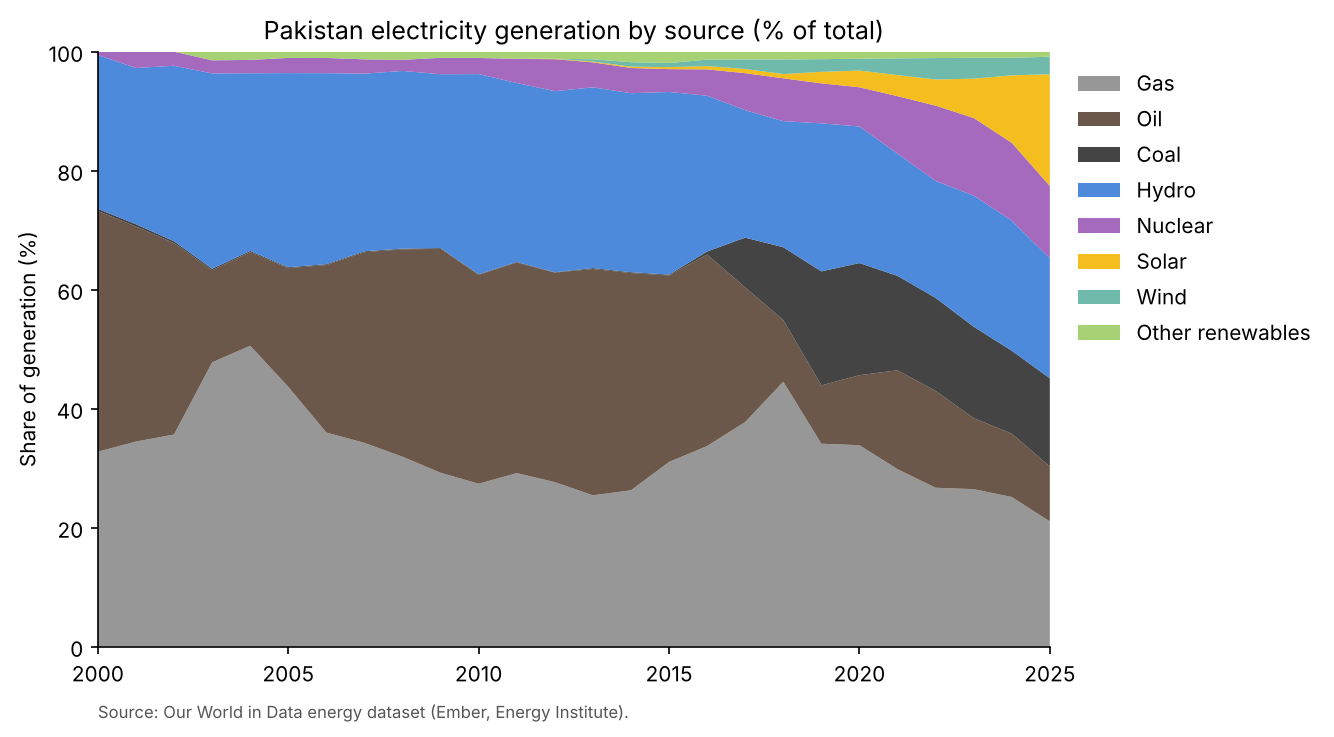 Pakistan electricity generation by source (% of total)
Share of generation (%)
100
80
60
40
20
0
2000
2005
2010
2015
2020
2025
Gas
Oil
Coal
Hydro
Nuclear
Solar
Wind
Other renewables
Source: Our World in Data energy dataset (Ember, Energy Institute).